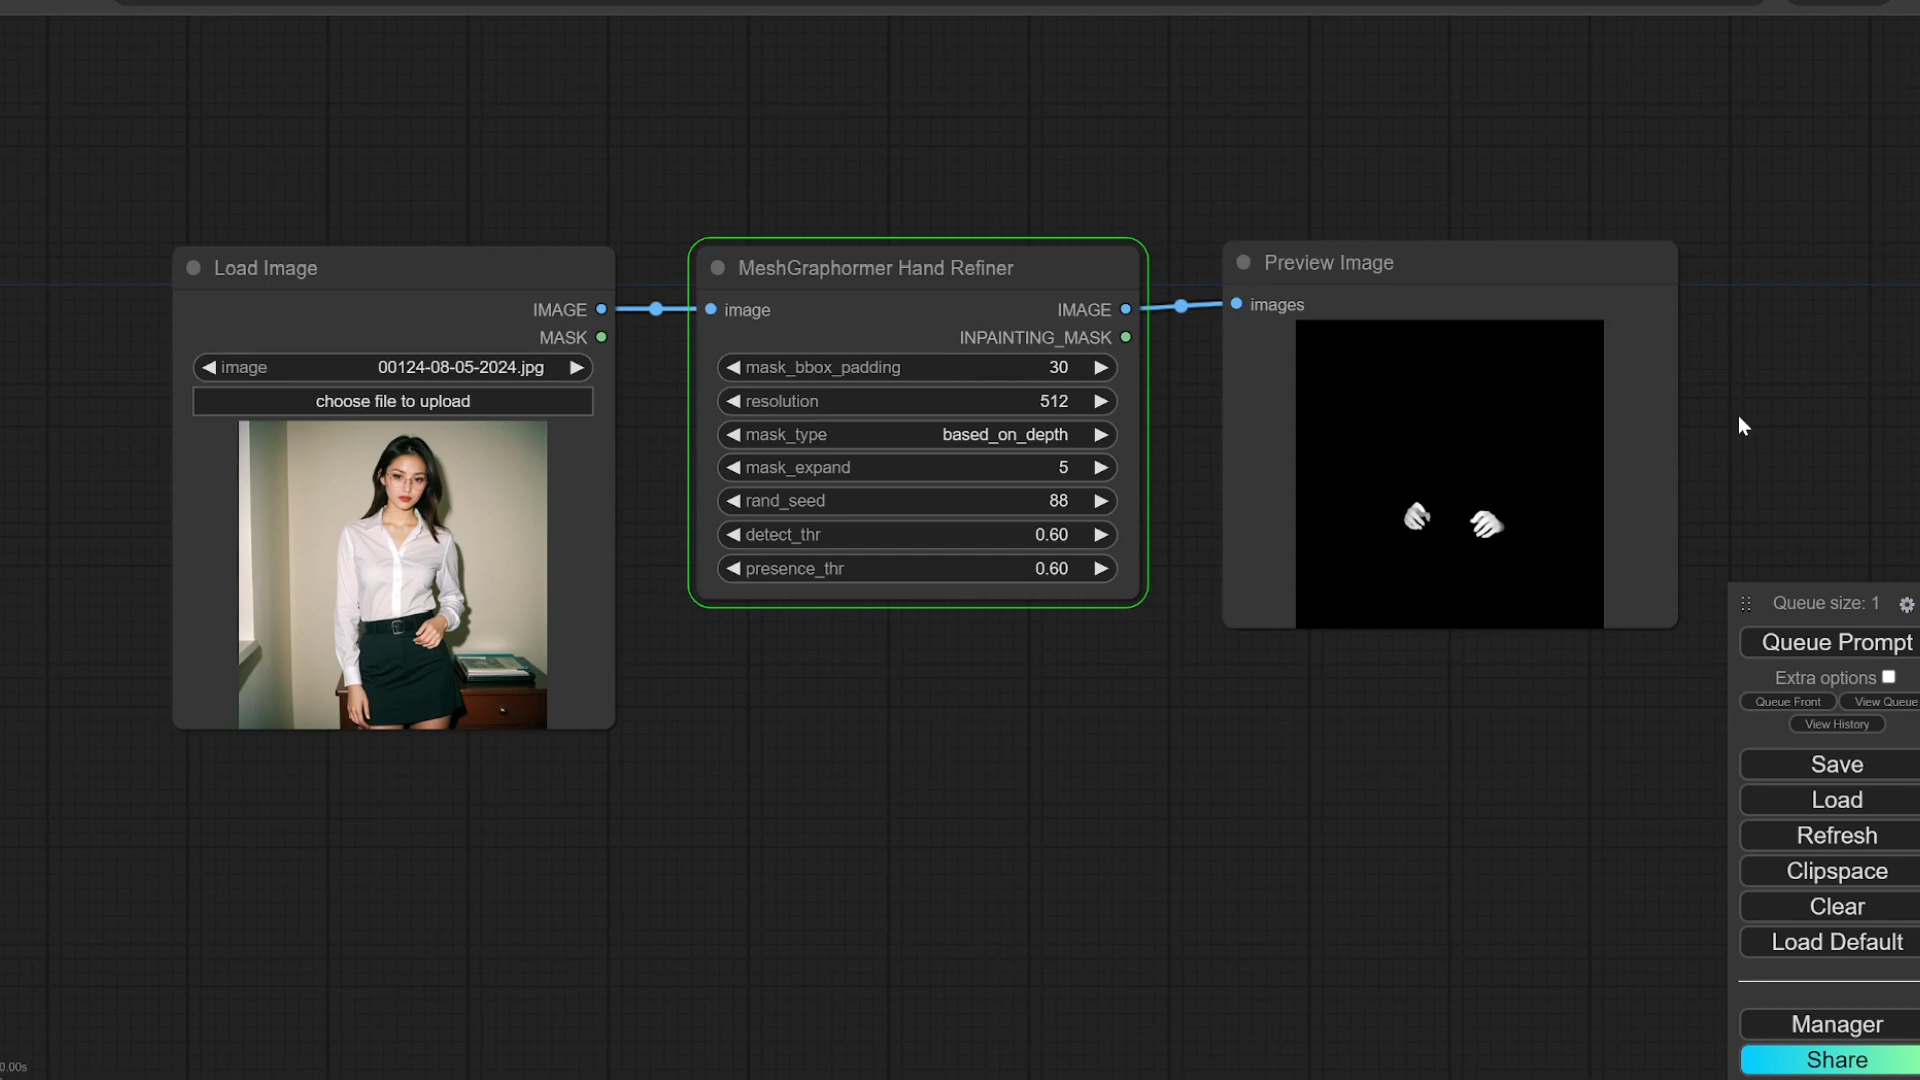 Load Image
IMAGE
MASK
image 00124-08-05-2024.jpg
choose file to upload
MeshGraphormer Hand Refiner
image IMAGE
INPAINTING_MASK
mask_bbox_padding 30
resolution 512
mask_type based_on_depth
mask_expand 5
rand_seed 88
detect_thr 0.60
presence_thr 0.60
Preview Image
images
Queue size: 1
Queue Prompt
Extra options
Queue Front View Queue
View History
Save
Load
Refresh
Clipspace
Clear
Load Default
Manager
Share
0.00s